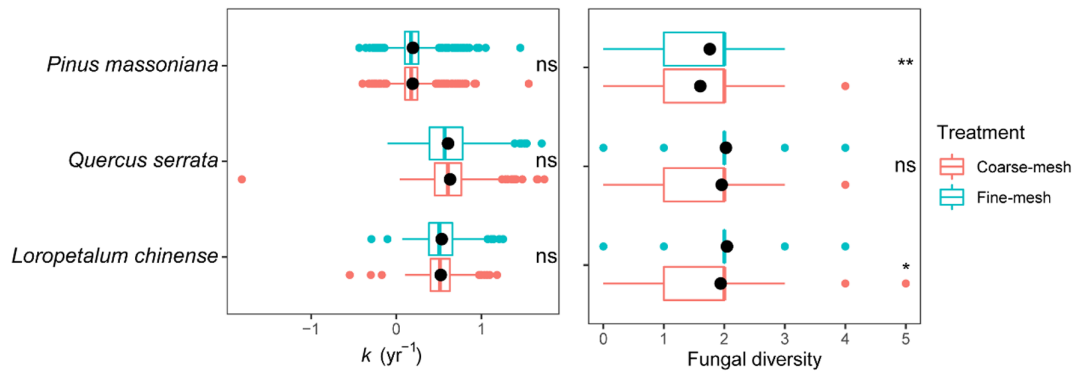 Pinus massoniana
Quercus serrata
Loropetalum chinense
ns
ns
ns
−1
0
1
k (yr−1)
**
ns
*
0
1
2
3
4
5
Fungal diversity
Treatment
Coarse-mesh
Fine-mesh